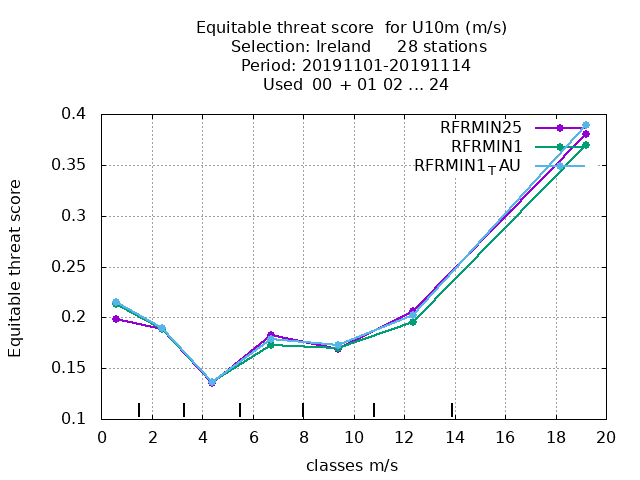 Equitable threat score for U10m (m/s)
Selection: Ireland 28 stations
Period: 20191101-20191114
Used 00 + 01 02 ... 24
RFRMIN25
RFRMIN1
RFRMIN1TAU
0.4
0.35
0.3
0.25
0.2
0.15
0.1
Equitable threat score
0 2 4 6 8 10 12 14 16 18 20
classes m/s